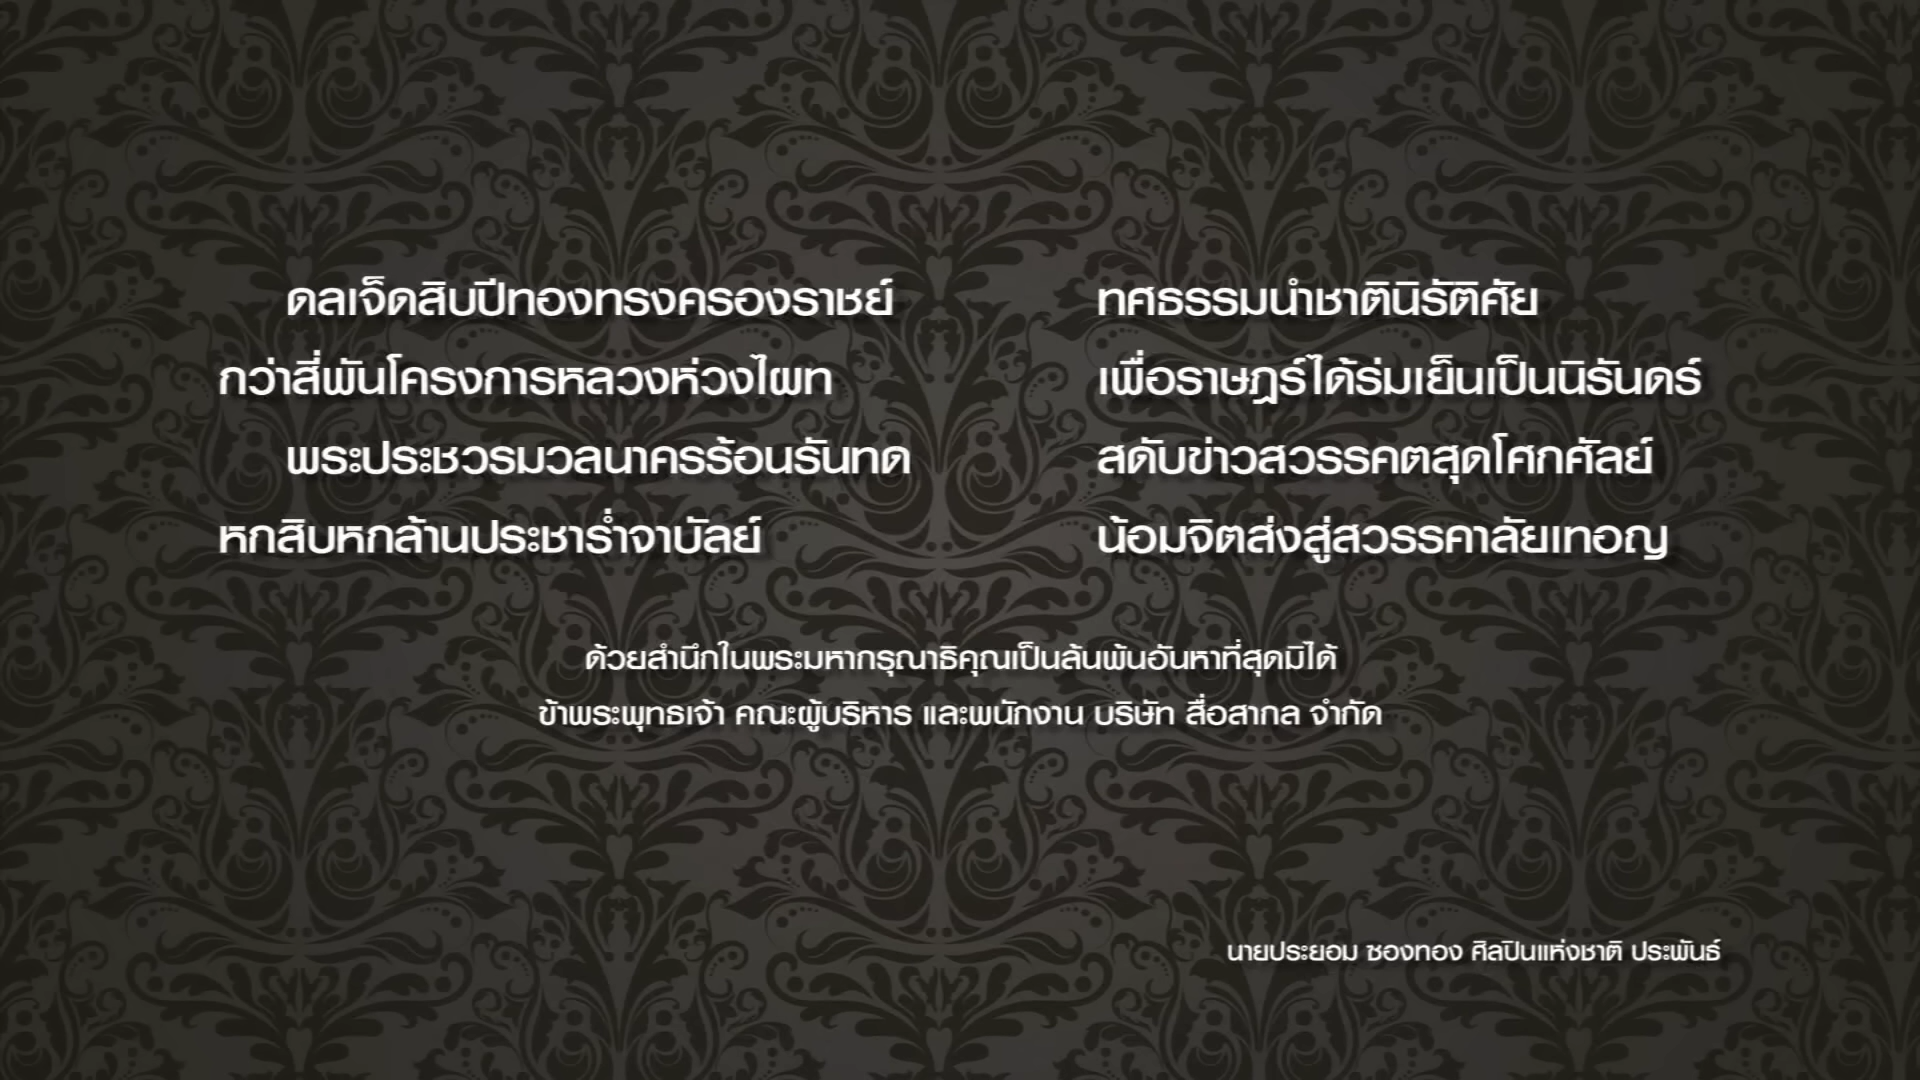 ดลเจ็ดสิบปีทองทรงครองราชย์ ทศธรรมนำชาตินิรัติศัย
กว่าสี่พันโครงการหลวงห่วงไผท เพื่อราษฎร์ได้ร่มเย็นเป็นนิรันดร์
พระประชวรมวลนาครร้อนรันทด สดับข่าวสวรรคตสุดโศกศัลย์
หกสิบหกล้านประชาร่ำจาบัลย์ น้อมจิตส่งสู่สวรรคาลัยเทอญ
ด้วยสำนึกในพระมหากรุณาธิคุณเป็นล้นพ้นอันหาที่สุดมิได้
ข้าพระพุทธเจ้า คณะผู้บริหาร และพนักงาน บริษัท สื่อสากล จำกัด
นายประยอม ซองทอง ศิลปินแห่งชาติ ประพันธ์